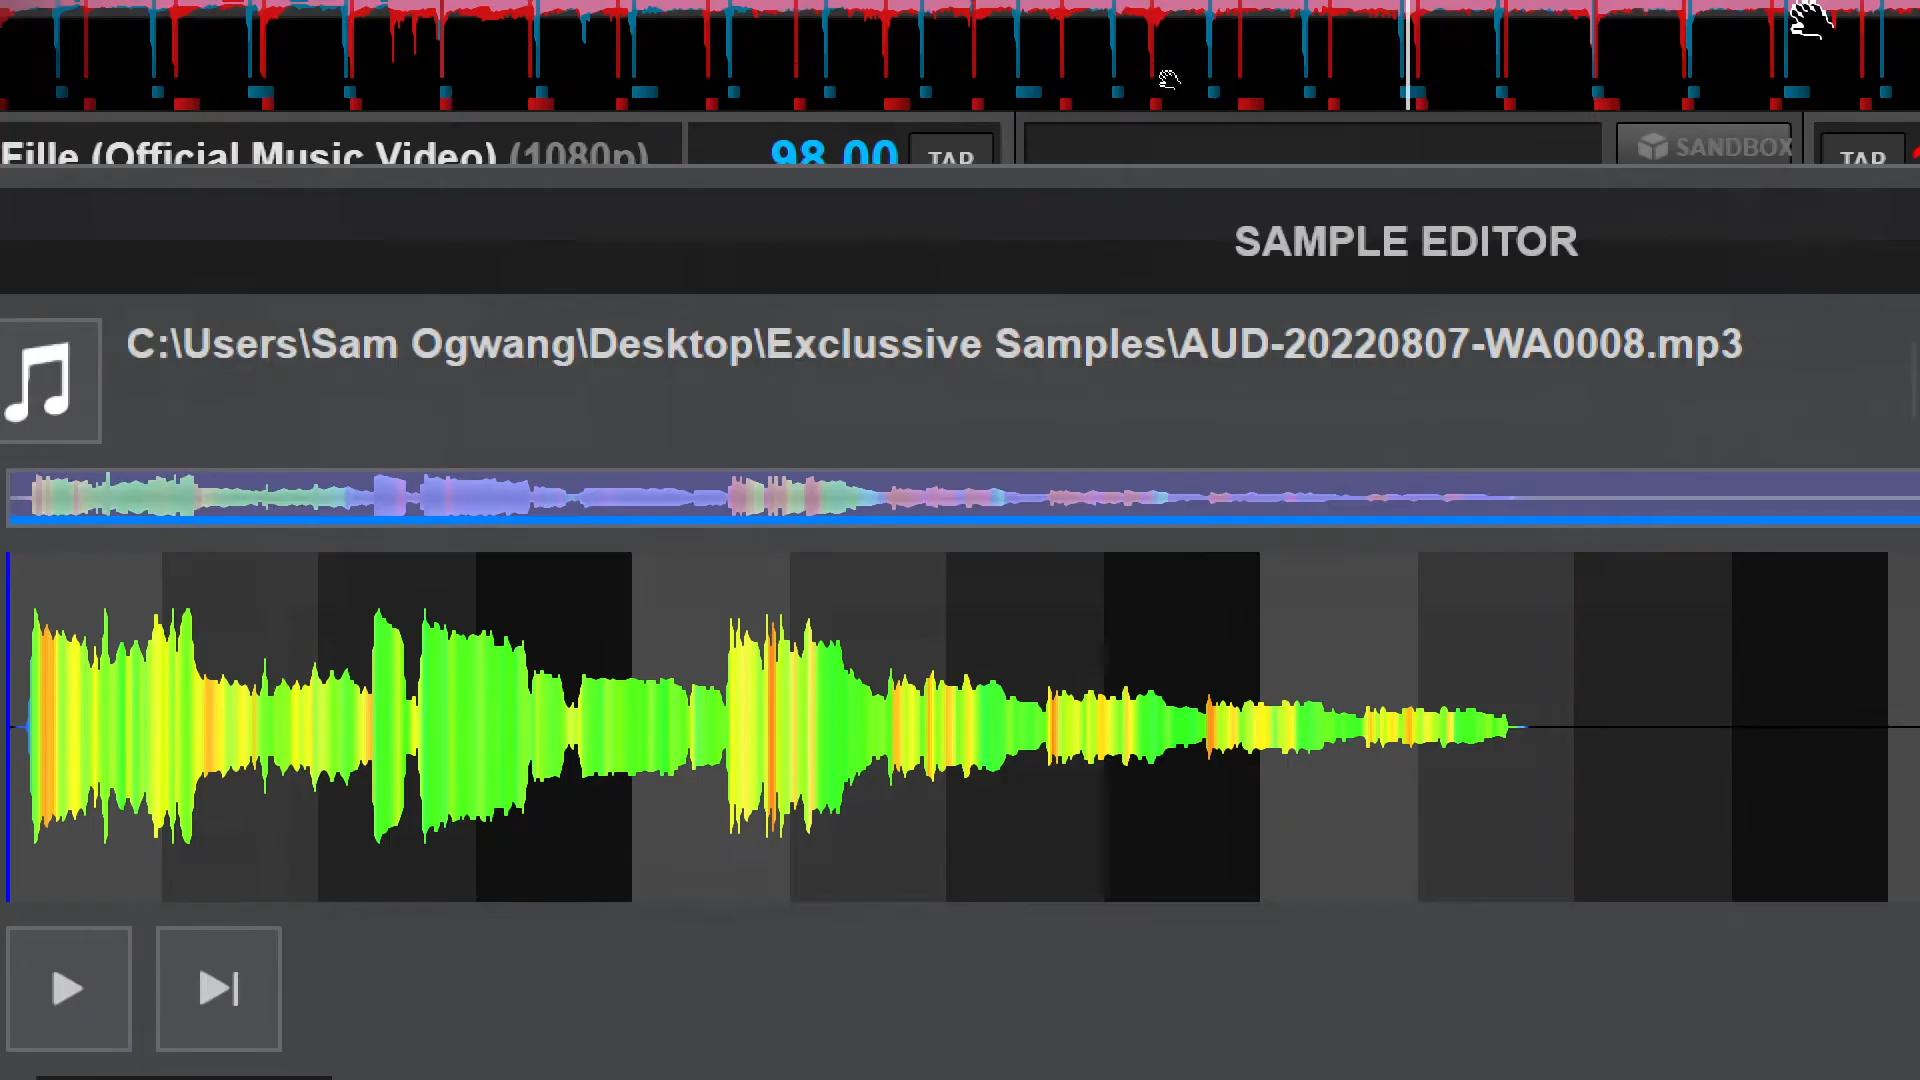 Fille (Official Music Video) (1080p) 98.00 TAP SANDBOX TAP
SAMPLE EDITOR
C:\Users\Sam Ogwang\Desktop\Exclussive Samples\AUD-20220807-WA0008.mp3